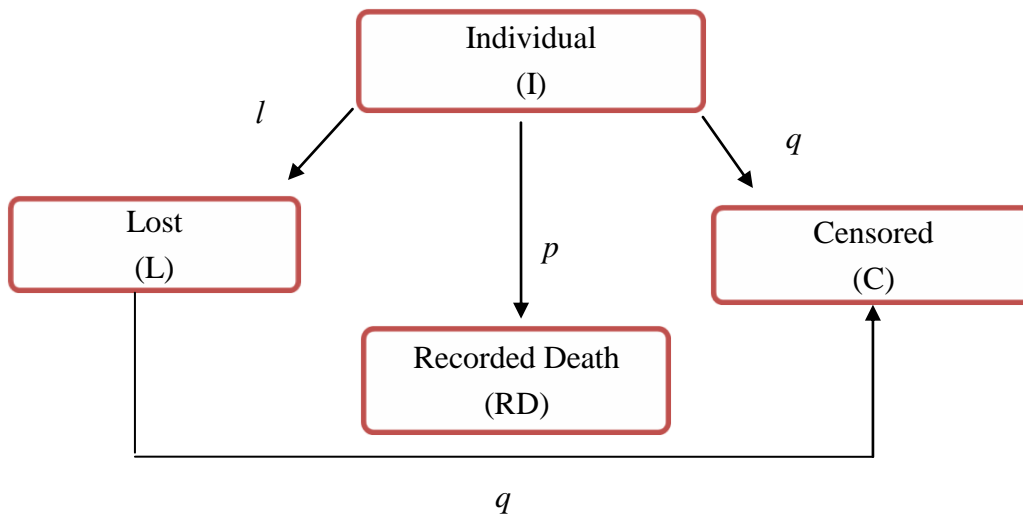 Individual
(I)
l
q
Lost
(L)
Censored
(C)
p
Recorded Death
(RD)
q